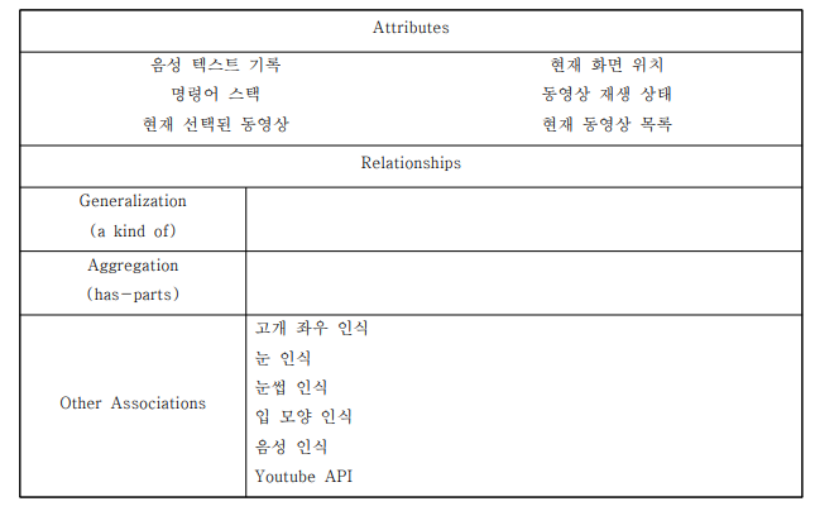 Attributes
음성 텍스트 기록 현재 화면 위치
명령어 스택 동영상 재생 상태
현재 선택된 동영상 현재 동영상 목록
Relationships
Generalization
(a kind of)
Aggregation
(has-parts)
Other Associations
고개 좌우 인식
눈 인식
눈썹 인식
입 모양 인식
음성 인식
Youtube API